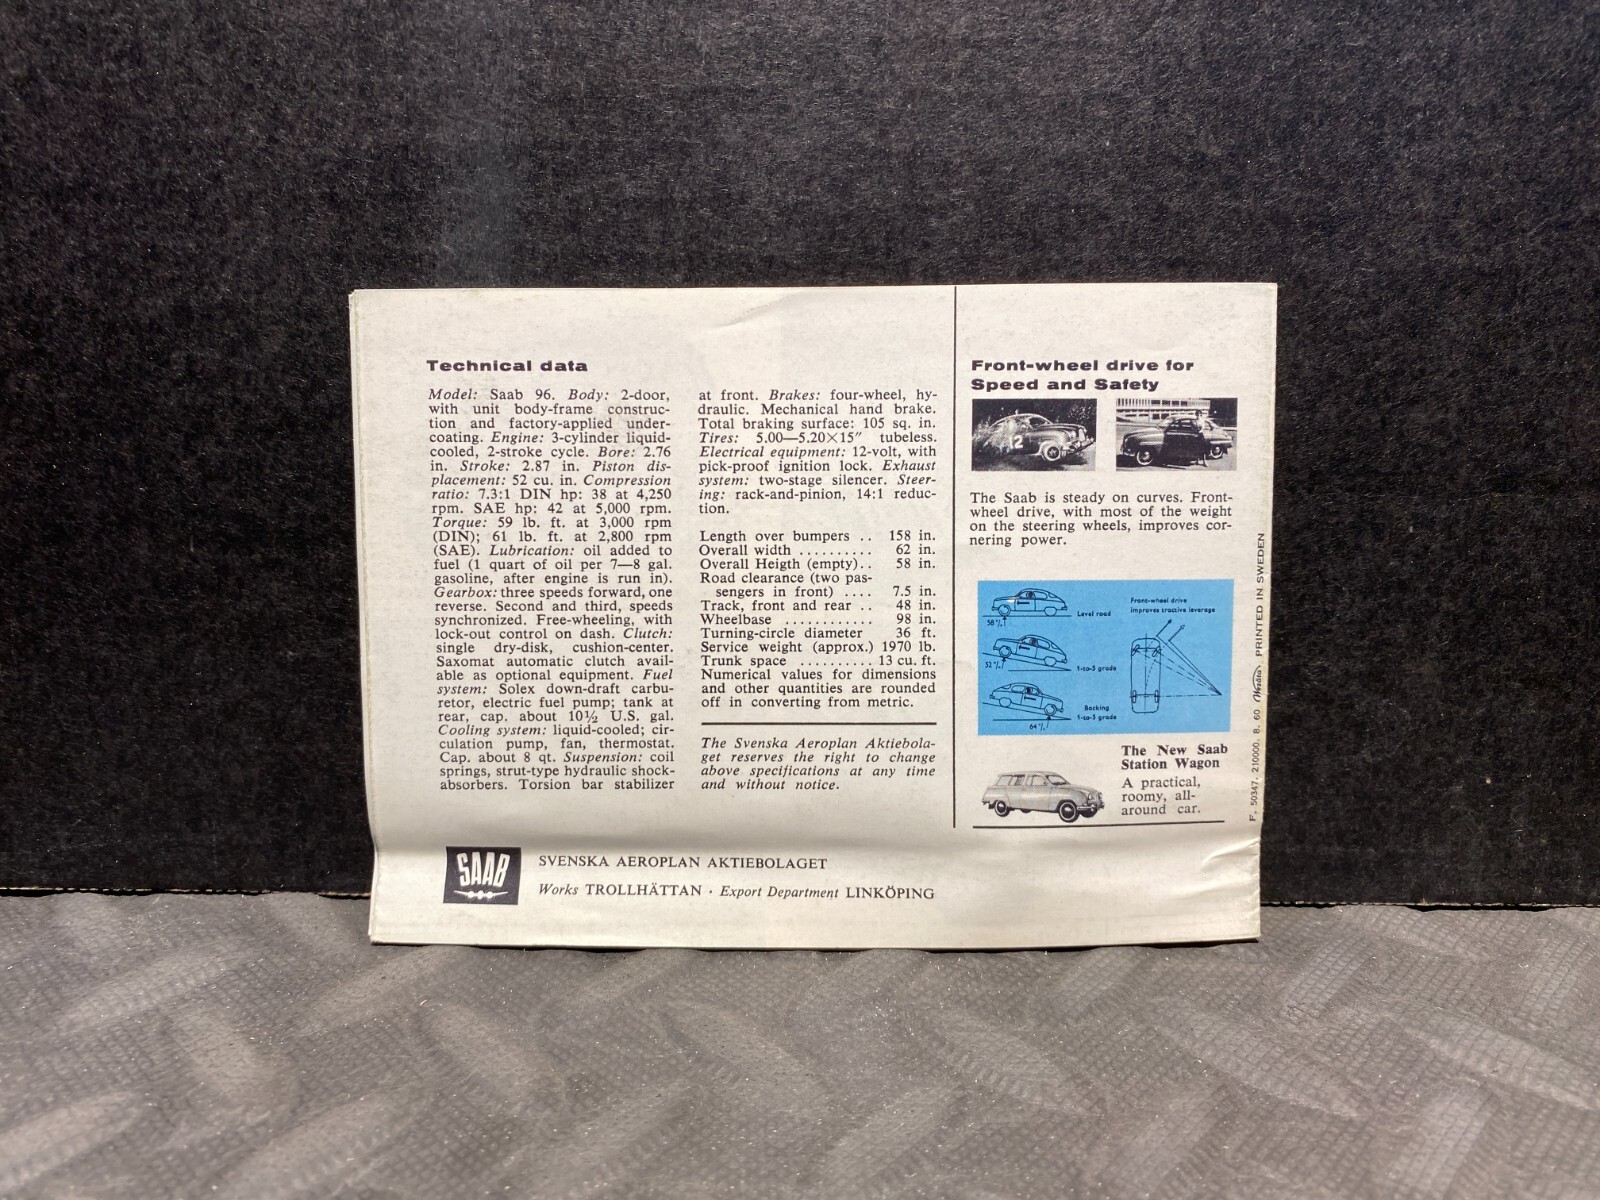 Technical data
Model: Saab 96. Body: 2-door,
with unit body-frame construc-
tion and factory-applied under-
coating. Engine: 3-cylinder liquid-
cooled, 2-stroke cycle. Bore: 2.76
in. Stroke: 2.87 in. Piston dis-
placement: 52 cu. in. Compression
ratio: 7.3:1 DIN hp: 38 at 4,250
rpm. SAE hp: 42 at 5,000 rpm.
Torque: 59 lb. ft. at 3,000 rpm
(DIN); 61 lb. ft. at 2,800 rpm
(SAE). Lubrication: oil added to
fuel (1 quart of oil per 7—8 gal.
gasoline, after engine is run in).
Gearbox: three speeds forward, one
reverse. Second and third, speeds
synchronized. Free-wheeling, with
lock-out control on dash. Clutch:
single dry-disk, cushion-center.
Saxomat automatic clutch avail-
able as optional equipment. Fuel
system: Solex down-draft carbu-
retor, electric fuel pump; tank at
rear, cap. about 10½ U.S. gal.
Cooling system: liquid-cooled; cir-
culation pump, fan, thermostat.
Cap. about 8 qt. Suspension: coil
springs, strut-type hydraulic shock-
absorbers. Torsion bar stabilizer
at front. Brakes: four-wheel, hy-
draulic. Mechanical hand brake.
Total braking surface: 105 sq. in.
Tires: 5.00—5.20×15″ tubeless.
Electrical equipment: 12-volt, with
pick-proof ignition lock. Exhaust
system: two-stage silencer. Steer-
ing: rack-and-pinion, 14:1 reduc-
tion.
Length over bumpers .. 158 in.
Overall width .......... 62 in.
Overall Heigth (empty).. 58 in.
Road clearance (two pas-
sengers in front) .... 7.5 in.
Track, front and rear .. 48 in.
Wheelbase ............ 98 in.
Turning-circle diameter 36 ft.
Service weight (approx.) 1970 lb.
Trunk space .......... 13 cu. ft.
Numerical values for dimensions
and other quantities are rounded
off in converting from metric.
The Svenska Aeroplan Aktiebola-
get reserves the right to change
above specifications at any time
and without notice.
Front-wheel drive for
Speed and Safety
2
The Saab is steady on curves. Front-
wheel drive, with most of the weight
on the steering wheels, improves cor-
nering power.
58 %
Level road
52 %
1-to-5 grade
Backing
1-to-5 grade
64 %
Front-wheel drive
improves tractive leverage
The New Saab
Station Wagon
A practical,
roomy, all-
around car.
F. 50347. 210000. 8. 60 PRINTED IN SWEDEN
SAAB
SVENSKA AEROPLAN AKTIEBOLAGET
Works TROLLHÄTTAN · Export Department LINKÖPING